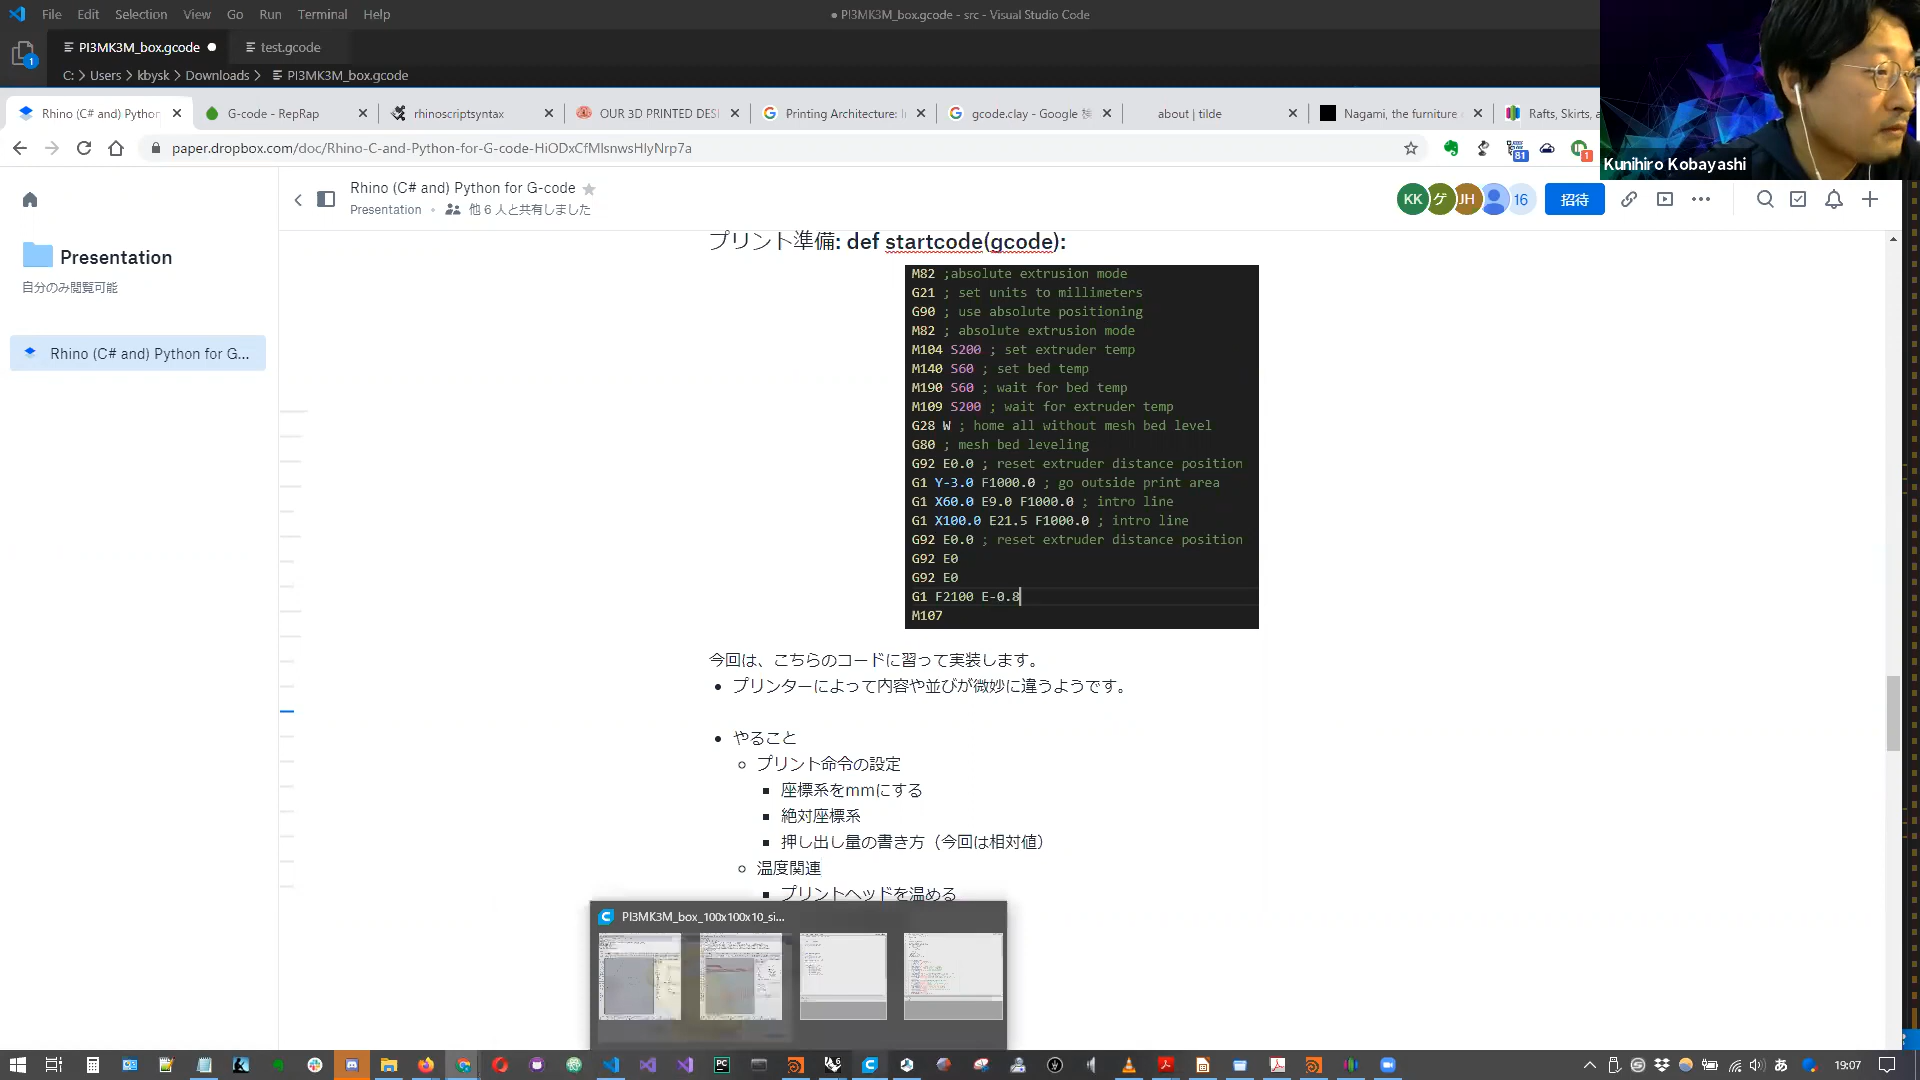 File Edit Selection View Go Run Terminal Help
● PI3MK3M_box.gcode - src - Visual Studio Code
PI3MK3M_box.gcode ● test.gcode
C: > Users > kbysk > Downloads > PI3MK3M_box.gcode
1
Rhino (C# and) Python
G-code - RepRap
rhinoscriptsyntax
OUR 3D PRINTED DESI
Printing Architecture: I
gcode.clay - Google 検
about | tilde
Nagami, the furniture
Rafts, Skirts, a
paper.dropbox.com/doc/Rhino-C-and-Python-for-G-code-HiODxCfMlsnwsHlyNrp7a
81
1
Kunihiro Kobayashi
Rhino (C# and) Python for G-code
Presentation • 他 6 人と共有しました
KK ゲ JH 16 招待
Presentation
自分のみ閲覧可能
Rhino (C# and) Python for G...
プリント準備: def startcode(gcode):
M82 ;absolute extrusion mode
G21 ; set units to millimeters
G90 ; use absolute positioning
M82 ; absolute extrusion mode
M104 S200 ; set extruder temp
M140 S60 ; set bed temp
M190 S60 ; wait for bed temp
M109 S200 ; wait for extruder temp
G28 W ; home all without mesh bed level
G80 ; mesh bed leveling
G92 E0.0 ; reset extruder distance position
G1 Y-3.0 F1000.0 ; go outside print area
G1 X60.0 E9.0 F1000.0 ; intro line
G1 X100.0 E21.5 F1000.0 ; intro line
G92 E0.0 ; reset extruder distance position
G92 E0
G92 E0
G1 F2100 E-0.8
M107
今回は、こちらのコードに習って実装します。
• プリンターによって内容や並びが微妙に違うようです。
• やること
プリント命令の設定
座標系をmmにする
絶対座標系
押し出し量の書き方（今回は相対値）
温度関連
プリントヘッドを温める
PI3MK3M_box_100x100x10_si...
あ 19:07